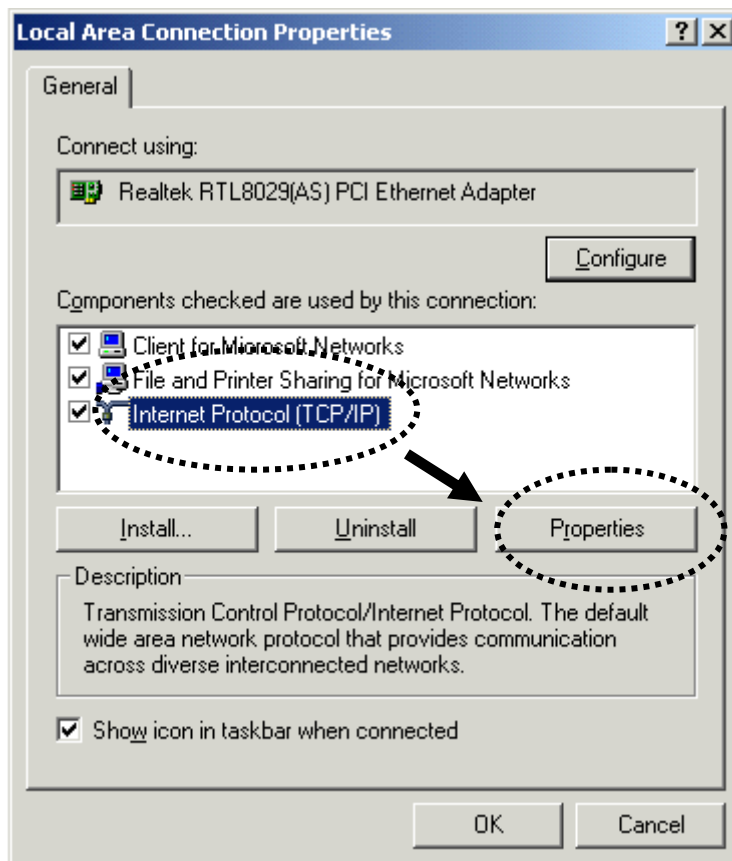 Local Area Connection Properties
General
Connect using:
Realtek RTL8029(AS) PCI Ethernet Adapter
Configure
Components checked are used by this connection:
Client for Microsoft Networks
File and Printer Sharing for Microsoft Networks
Internet Protocol (TCP/IP)
Install... Uninstall Properties
Description
Transmission Control Protocol/Internet Protocol. The default
wide area network protocol that provides communication
across diverse interconnected networks.
Show icon in taskbar when connected
OK Cancel